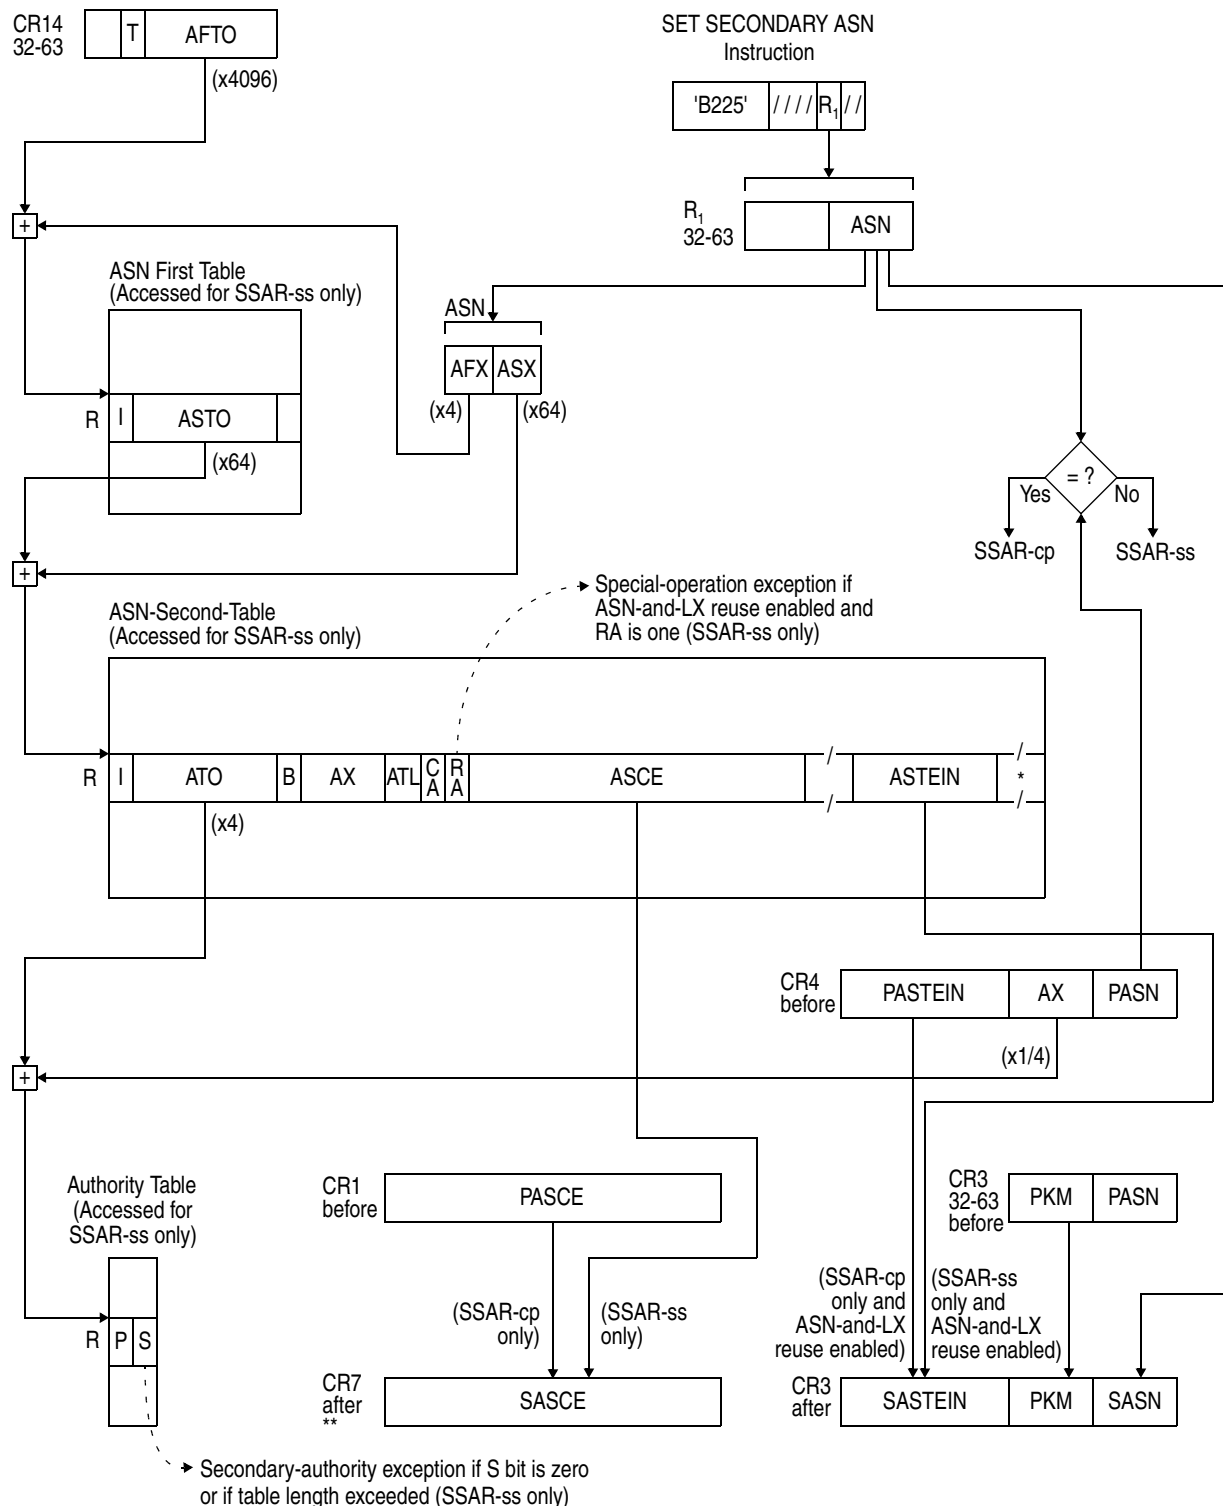 CR14
32-63
T
AFTO
(x4096)
SET SECONDARY ASN
Instruction
'B225'
////
R1
//
R1
32-63
ASN
+
ASN First Table
(Accessed for SSAR-ss only)
ASN
AFX
ASX
(x4)
(x64)
R
I
ASTO
(x64)
= ?
Yes
No
SSAR-cp
SSAR-ss
+
ASN-Second-Table
(Accessed for SSAR-ss only)
Special-operation exception if
ASN-and-LX reuse enabled and
RA is one (SSAR-ss only)
R
I
ATO
B
AX
ATL
CA
RA
ASCE
/
/
ASTEIN
/
*
/
(x4)
CR4
before
PASTEIN
AX
PASN
(x1/4)
+
Authority Table
(Accessed for
SSAR-ss only)
CR1
before
PASCE
CR3
32-63
before
PKM
PASN
(SSAR-cp
only)
(SSAR-ss
only)
(SSAR-cp
only and
ASN-and-LX
reuse enabled)
(SSAR-ss
only and
ASN-and-LX
reuse enabled)
R
P
S
CR7
after
**
SASCE
CR3
after
SASTEIN
PKM
SASN
Secondary-authority exception if S bit is zero
or if table length exceeded (SSAR-ss only)